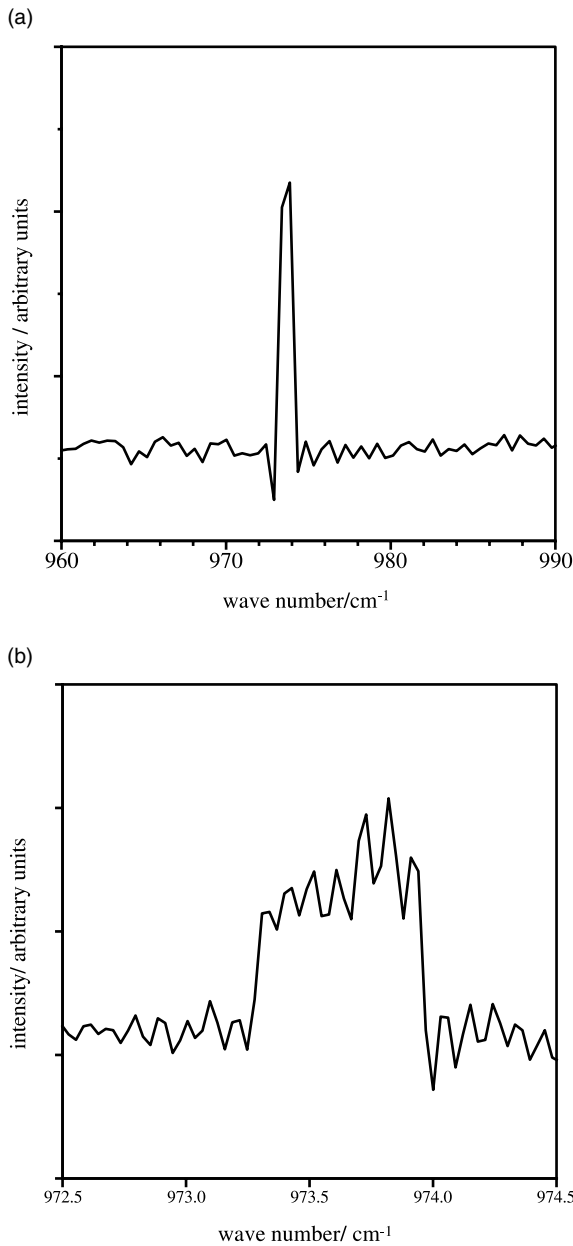 (a)
intensity / arbitrary units
960 970 980 990
wave number/cm-1
(b)
intensity/ arbitrary units
972.5 973.0 973.5 974.0 974.5
wave number/ cm-1